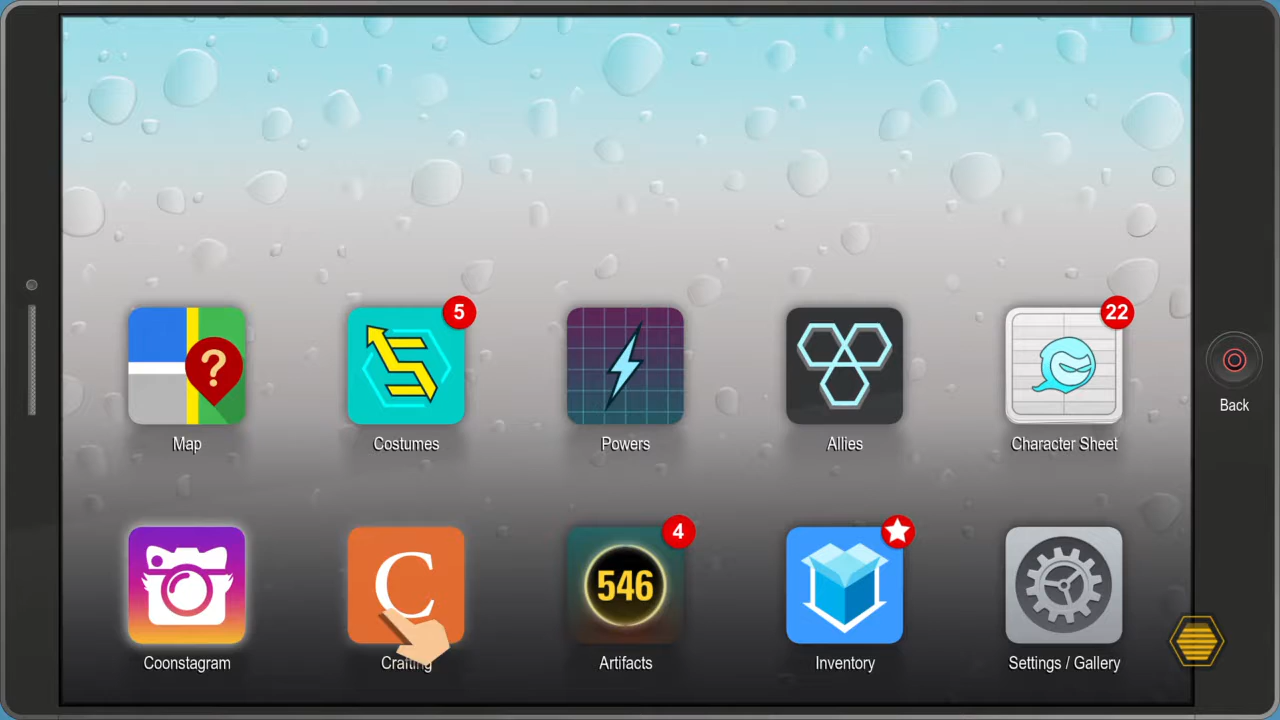 5
22
?
Map
Costumes
Powers
Allies
Character Sheet
Back
4
C
546
Coonstagram
Crafting
Artifacts
Inventory
Settings / Gallery